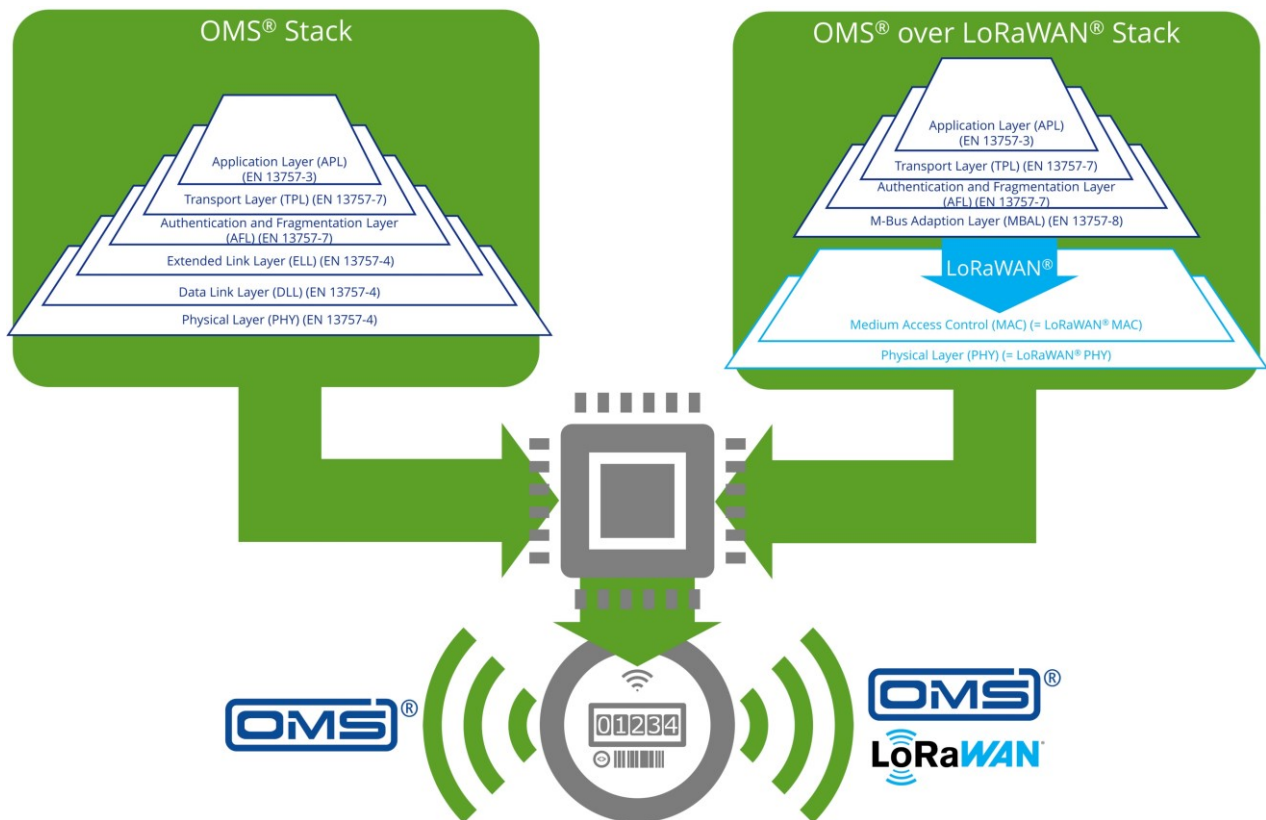 OMS® Stack
Application Layer (APL)
(EN 13757-3)
Transport Layer (TPL) (EN 13757-7)
Authentication and Fragmentation Layer
(AFL) (EN 13757-7)
Extended Link Layer (ELL) (EN 13757-4)
Data Link Layer (DLL) (EN 13757-4)
Physical Layer (PHY) (EN 13757-4)
OMS® over LoRaWAN® Stack
Application Layer (APL)
(EN 13757-3)
Transport Layer (TPL) (EN 13757-7)
Authentication and Fragmentation Layer
(AFL) (EN 13757-7)
M-Bus Adaption Layer (MBAL) (EN 13757-8)
LoRaWAN®
Medium Access Control (MAC) (= LoRaWAN® MAC)
Physical Layer (PHY) (= LoRaWAN® PHY)
OMS®
01234
OMS®
LoRaWAN